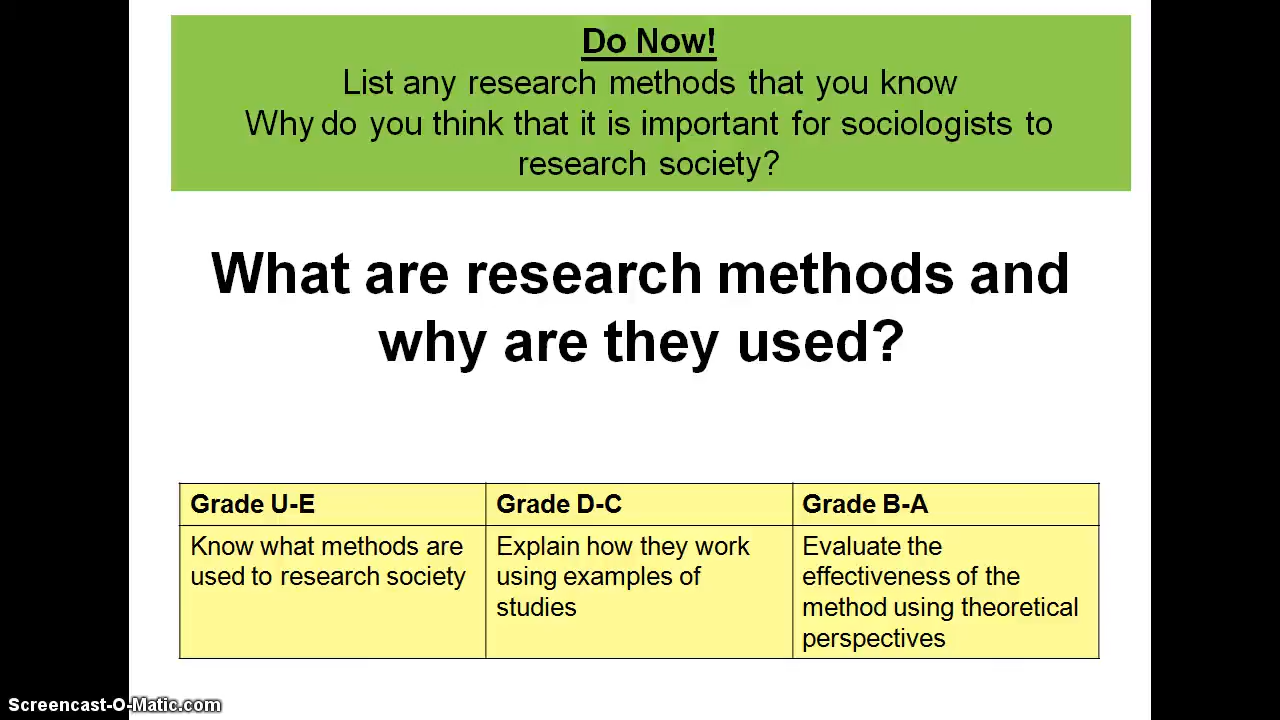 Do Now!
List any research methods that you know
Why do you think that it is important for sociologists to
research society?
What are research methods and
why are they used?
Grade U-E
Know what methods are
used to research society
Grade D-C
Explain how they work
using examples of
studies
Grade B-A
Evaluate the
effectiveness of the
method using theoretical
perspectives
Screencast-O-Matic.com